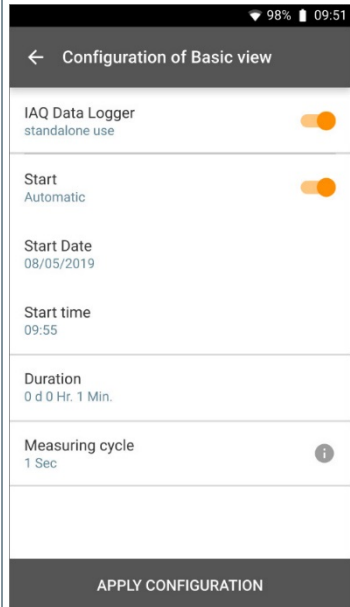 98% 09:51
Configuration of Basic view
IAQ Data Logger
standalone use
Start
Automatic
Start Date
08/05/2019
Start time
09:55
Duration
0 d 0 Hr. 1 Min.
Measuring cycle
1 Sec
APPLY CONFIGURATION